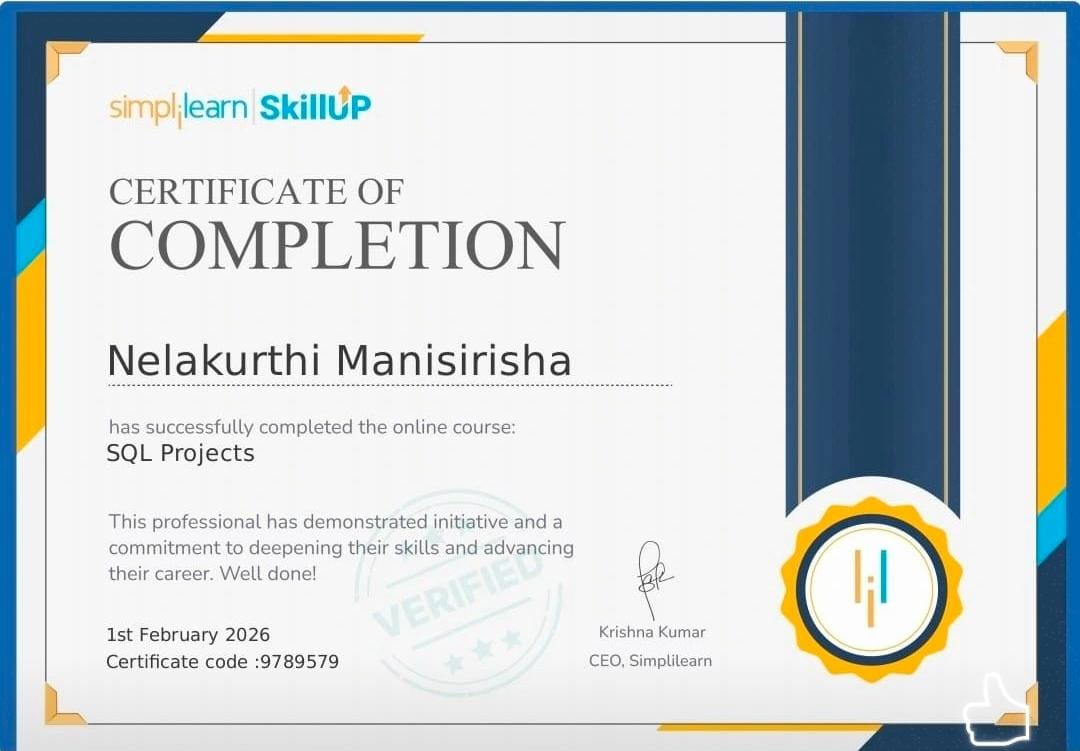 simplilearn | SkillUP
CERTIFICATE OF
COMPLETION
Nelakurthi Manisirisha
has successfully completed the online course:
SQL Projects
This professional has demonstrated initiative and a
commitment to deepening their skills and advancing
their career. Well done!
VERIFIED
1st February 2026
Certificate code :9789579
Krishna Kumar
CEO, Simplilearn